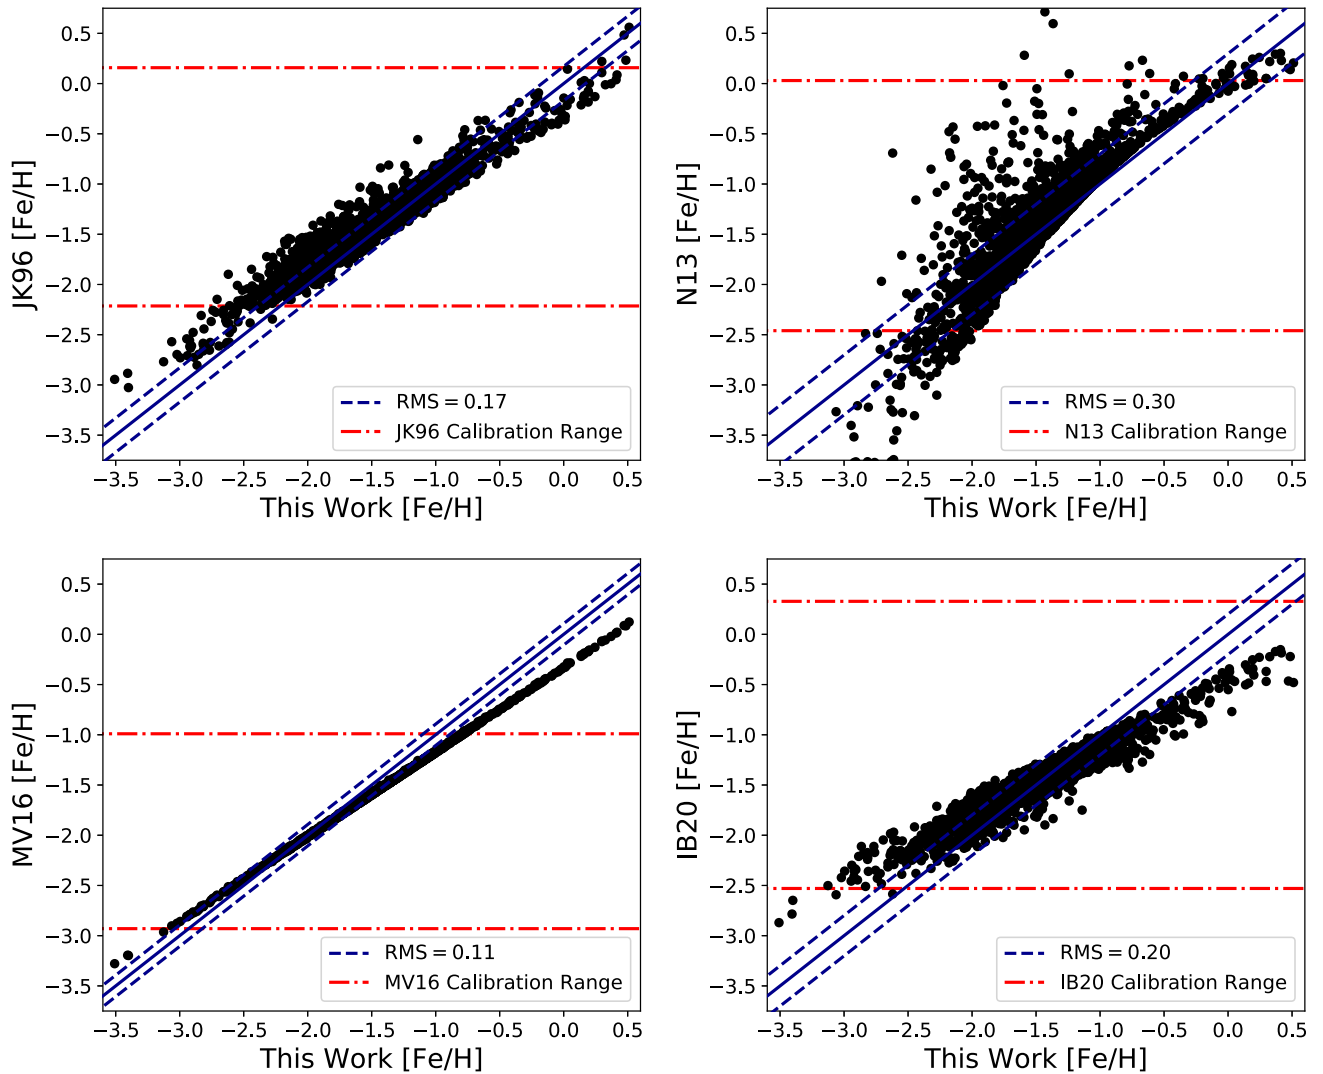 0.5
0.0
−0.5
−1.0
−1.5
−2.0
−2.5
−3.0
−3.5
JK96 [Fe/H]
RMS = 0.17
JK96 Calibration Range
−3.5 −3.0 −2.5 −2.0 −1.5 −1.0 −0.5 0.0 0.5
This Work [Fe/H]
0.5
0.0
−0.5
−1.0
−1.5
−2.0
−2.5
−3.0
−3.5
N13 [Fe/H]
RMS = 0.30
N13 Calibration Range
−3.5 −3.0 −2.5 −2.0 −1.5 −1.0 −0.5 0.0 0.5
This Work [Fe/H]
0.5
0.0
−0.5
−1.0
−1.5
−2.0
−2.5
−3.0
−3.5
MV16 [Fe/H]
RMS = 0.11
MV16 Calibration Range
−3.5 −3.0 −2.5 −2.0 −1.5 −1.0 −0.5 0.0 0.5
This Work [Fe/H]
0.5
0.0
−0.5
−1.0
−1.5
−2.0
−2.5
−3.0
−3.5
IB20 [Fe/H]
RMS = 0.20
IB20 Calibration Range
−3.5 −3.0 −2.5 −2.0 −1.5 −1.0 −0.5 0.0 0.5
This Work [Fe/H]